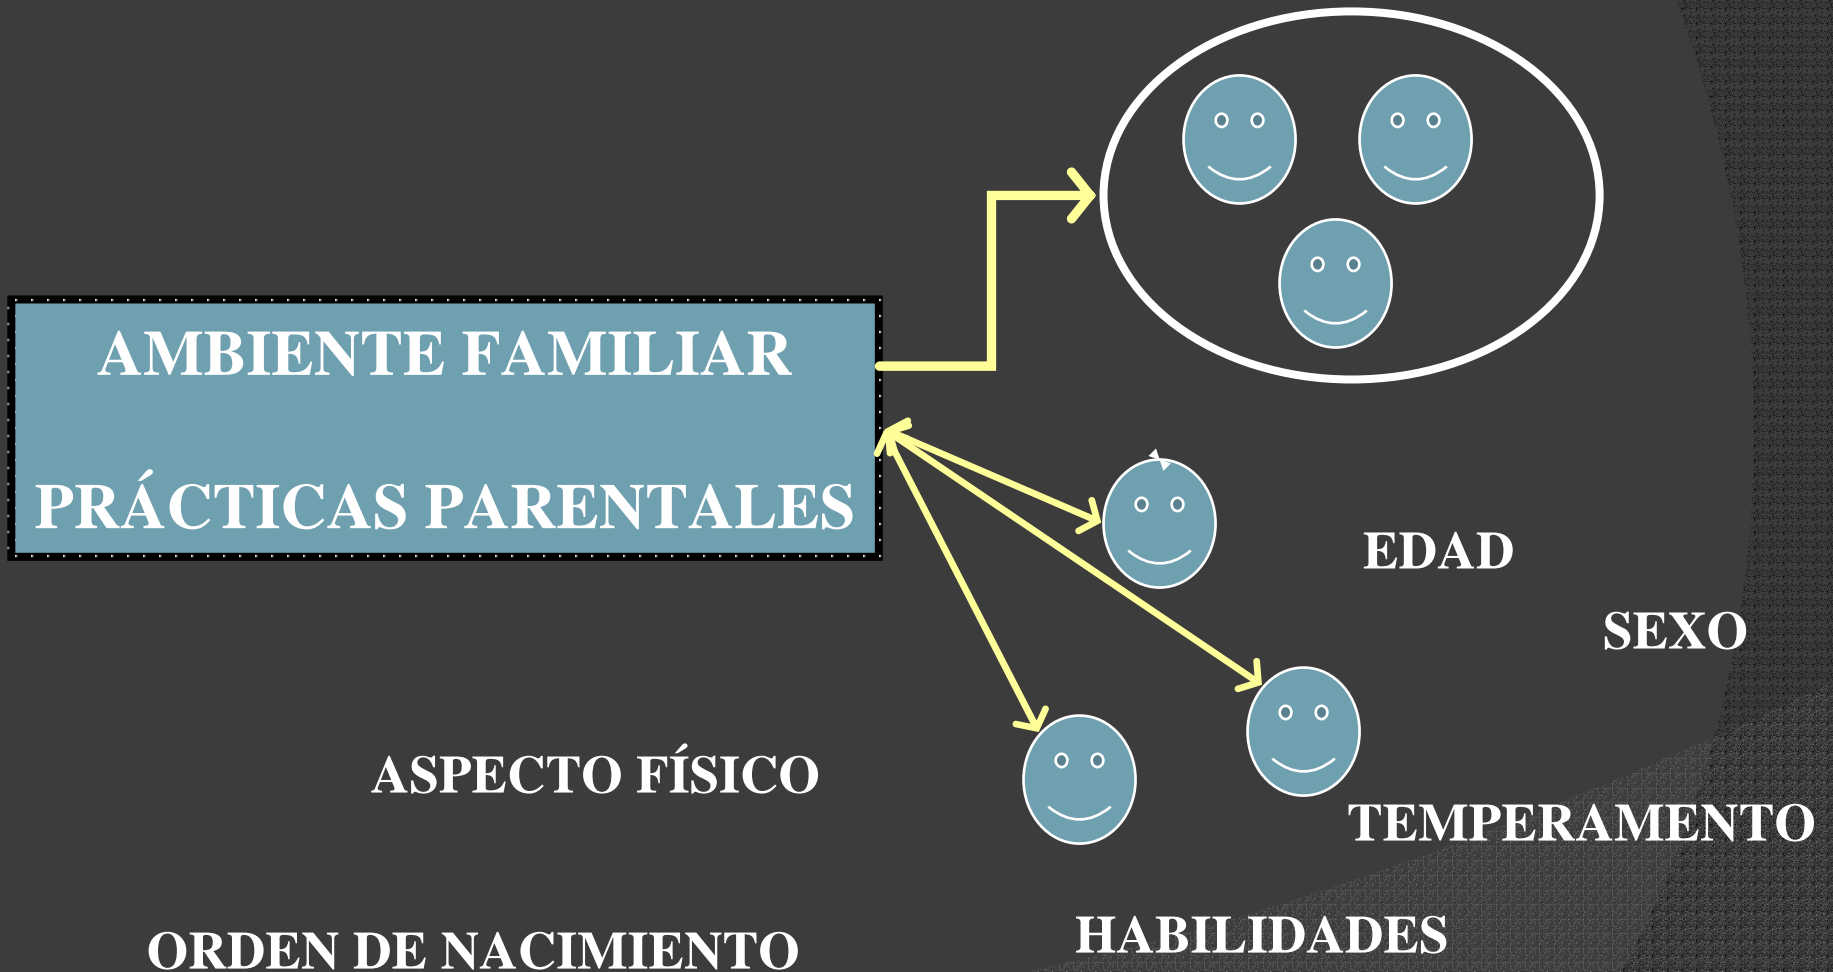 AMBIENTE FAMILIAR
PRÁCTICAS PARENTALES
EDAD
SEXO
ASPECTO FÍSICO
TEMPERAMENTO
HABILIDADES
ORDEN DE NACIMIENTO